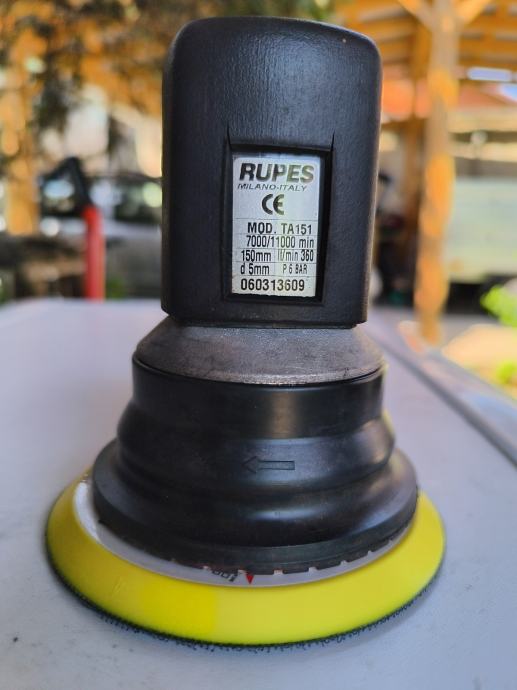 RUPES
MILANO-ITALY
CE
MOD. TA151
7000/11000 min
150mm l/min 360
d 5mm P 6 BAR
060313609